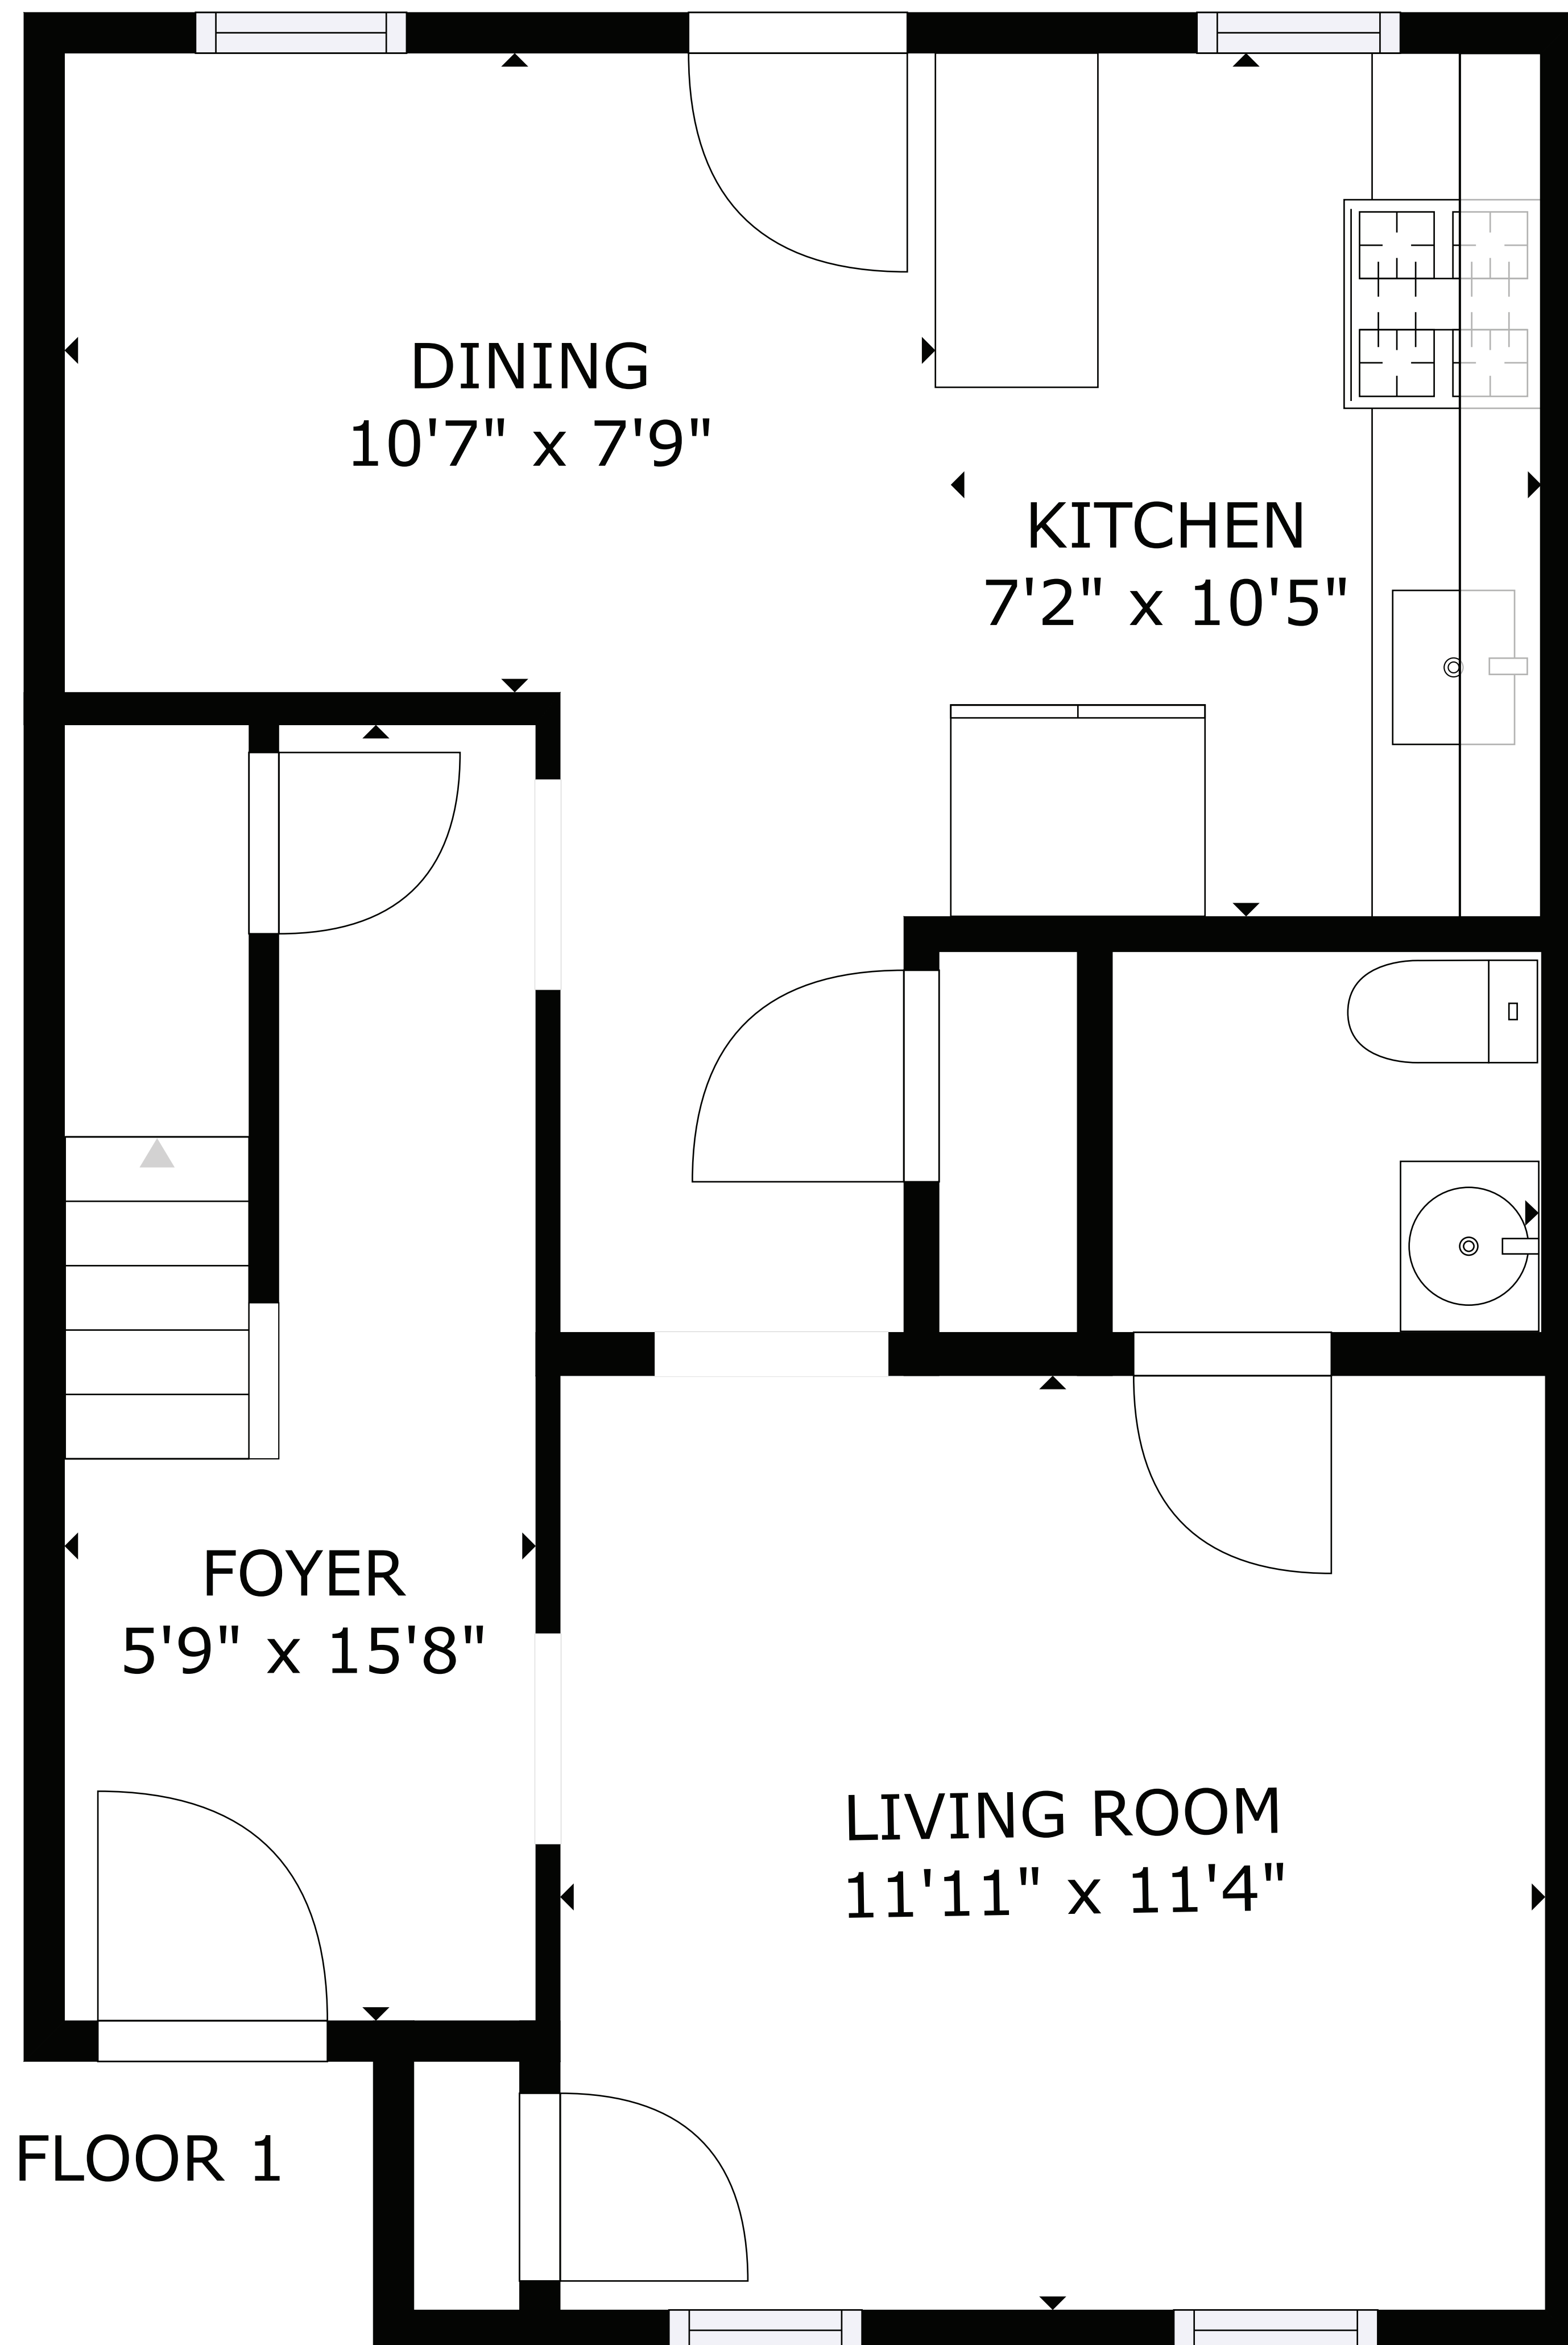 DINING
10'7" x 7'9"
KITCHEN
7'2" x 10'5"
FOYER
5'9" x 15'8"
LIVING ROOM
11'11" x 11'4"
FLOOR 1